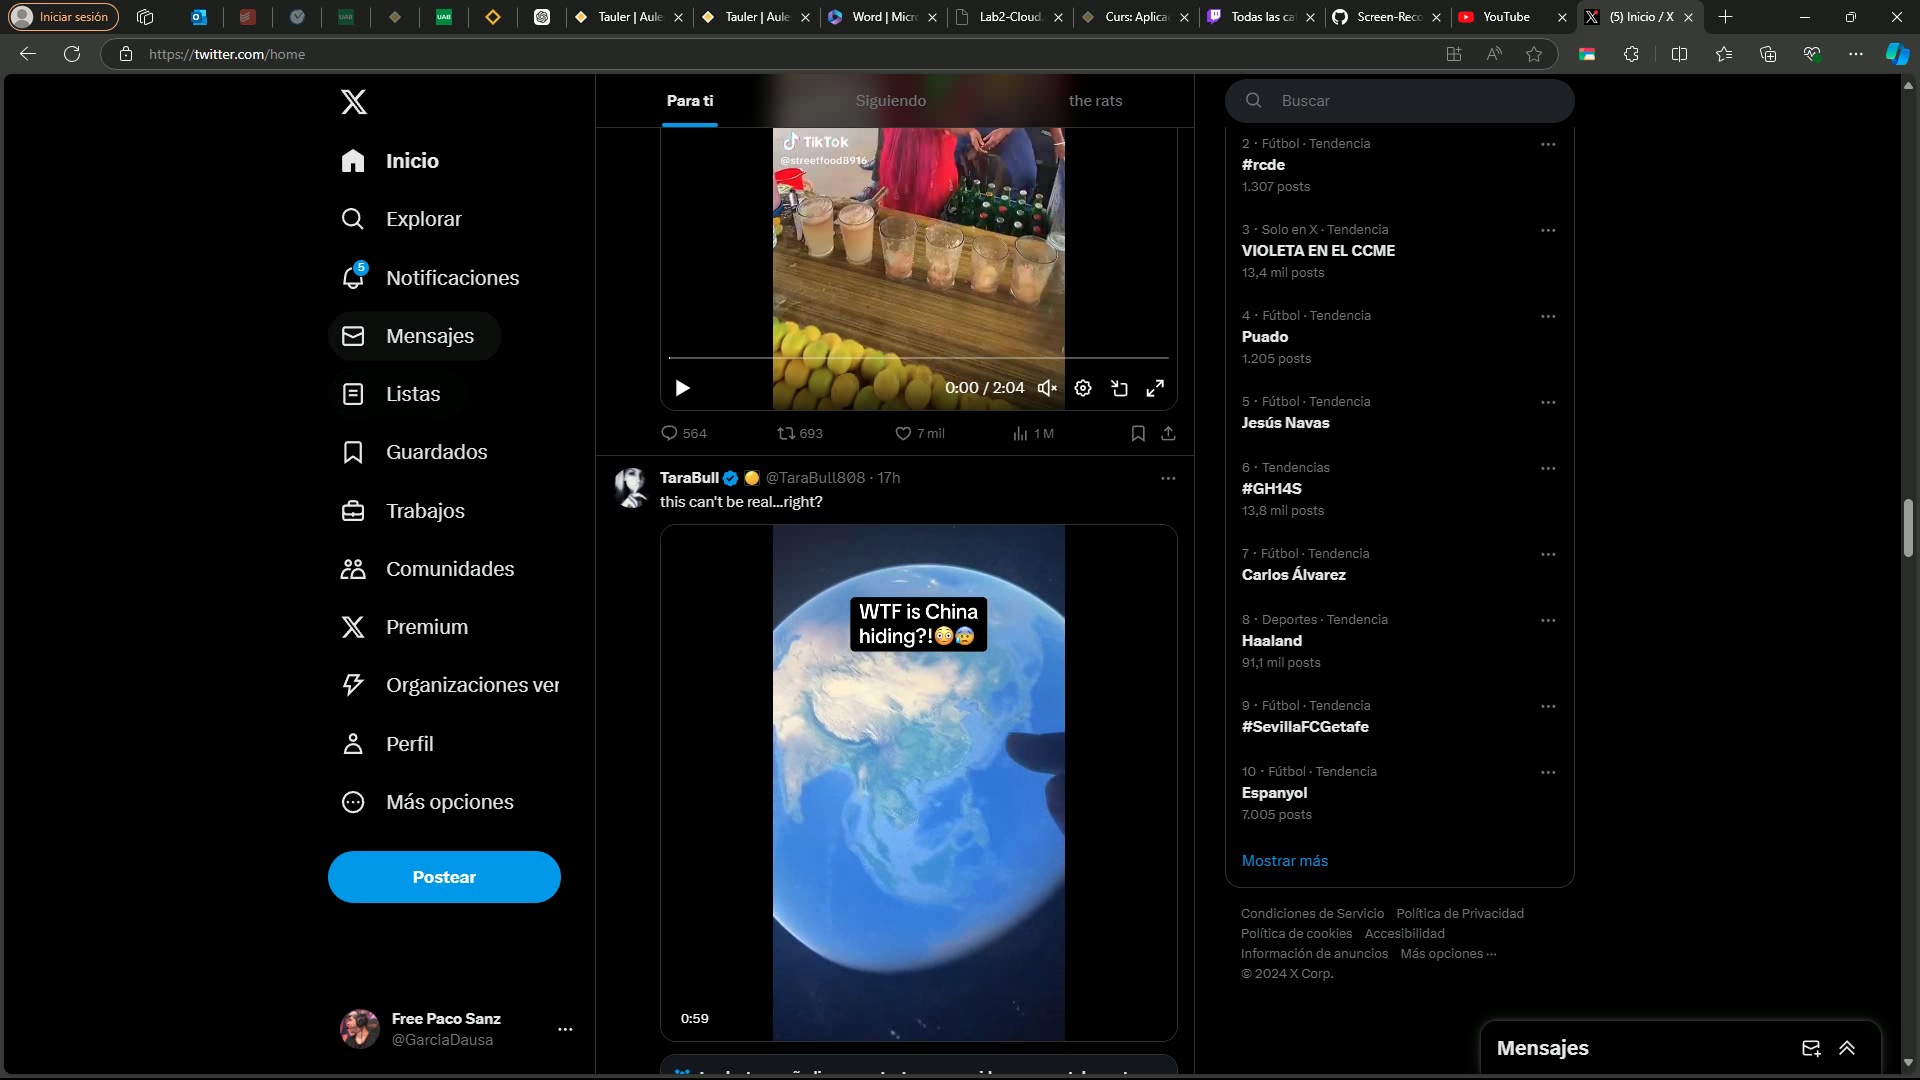 Iniciar sesión
Tauler | Aule
Tauler | Aule
Word | Micr
Lab2-Cloud.
Curs: Aplica
Todas las ca
Screen-Reco
YouTube
(5) Inicio / X
https://twitter.com/home
Inicio
Explorar
5
Notificaciones
Mensajes
Listas
Guardados
Trabajos
Comunidades
Premium
Organizaciones ver
Perfil
Más opciones
Postear
Free Paco Sanz
@GarciaDausa
Para ti
Siguiendo
the rats
TikTok
@streetfood8916
0:00 / 2:04
564
693
7 mil
1 M
TaraBull @TaraBull808 · 17h
this can't be real...right?
WTF is China
hiding?!😳😰
0:59
Buscar
2 · Fútbol · Tendencia
#rcde
1.307 posts
3 · Solo en X · Tendencia
VIOLETA EN EL CCME
13,4 mil posts
4 · Fútbol · Tendencia
Puado
1.205 posts
5 · Fútbol · Tendencia
Jesús Navas
6 · Tendencias
#GH14S
13,8 mil posts
7 · Fútbol · Tendencia
Carlos Álvarez
8 · Deportes · Tendencia
Haaland
91,1 mil posts
9 · Fútbol · Tendencia
#SevillaFCGetafe
10 · Fútbol · Tendencia
Espanyol
7.005 posts
Mostrar más
Condiciones de Servicio Política de Privacidad
Política de cookies Accesibilidad
Información de anuncios Más opciones ···
© 2024 X Corp.
Mensajes